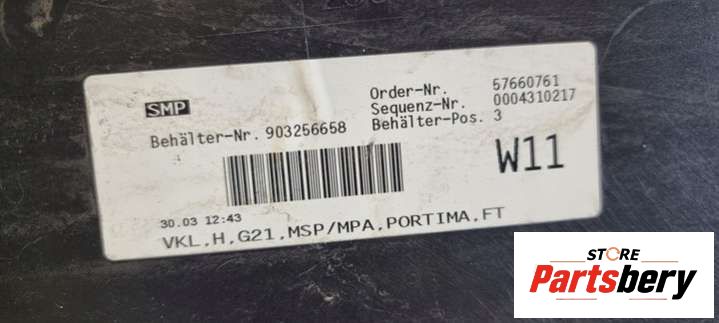 SMP
Order-Nr. 57660761
Sequenz-Nr. 0004310217
Behälter-Nr. 903256658
Behälter-Pos. 3
W11
30.03 12:43
VKL,H,G21,MSP/MPA,PORTIMA,FT
STORE
Partsbery